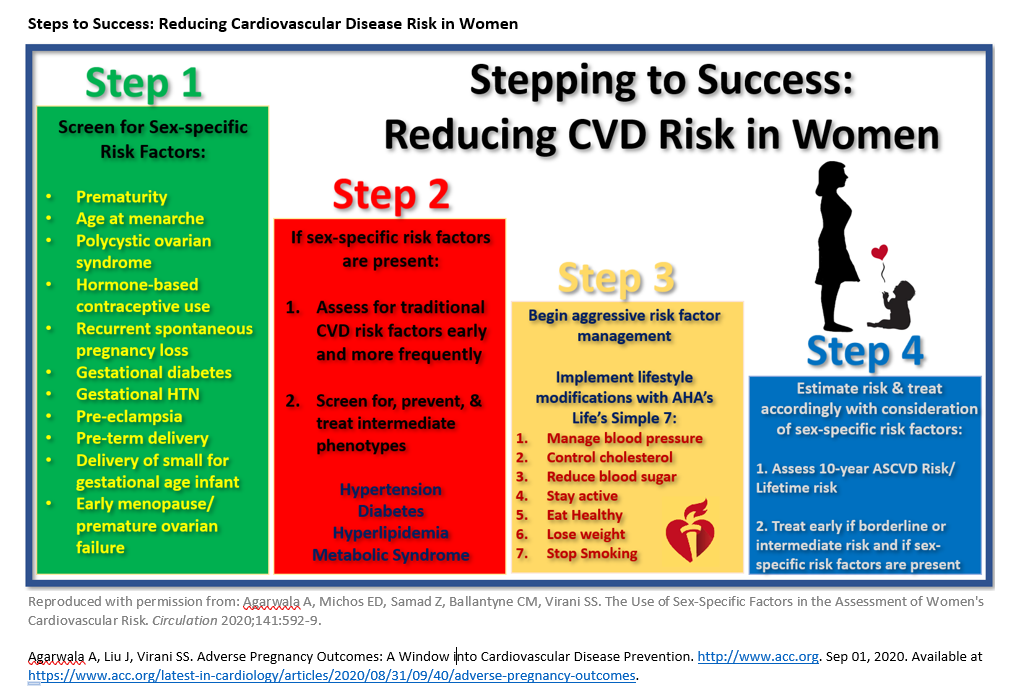 Steps to Success: Reducing Cardiovascular Disease Risk in Women
Stepping to Success:
Reducing CVD Risk in Women
Step 1
Screen for Sex-specific
Risk Factors:
• Prematurity
• Age at menarche
• Polycystic ovarian
syndrome
• Hormone-based
contraceptive use
• Recurrent spontaneous
pregnancy loss
• Gestational diabetes
• Gestational HTN
• Pre-eclampsia
• Pre-term delivery
• Delivery of small for
gestational age infant
• Early menopause/
premature ovarian
failure
Step 2
If sex-specific risk factors
are present:
1. Assess for traditional
CVD risk factors early
and more frequently
2. Screen for, prevent, &
treat intermediate
phenotypes
Hypertension
Diabetes
Hyperlipidemia
Metabolic Syndrome
Step 3
Begin aggressive risk factor
management
Implement lifestyle
modifications with AHA’s
Life’s Simple 7:
1. Manage blood pressure
2. Control cholesterol
3. Reduce blood sugar
4. Stay active
5. Eat Healthy
6. Lose weight
7. Stop Smoking
Step 4
Estimate risk & treat
accordingly with consideration
of sex-specific risk factors:
1. Assess 10-year ASCVD Risk/
Lifetime risk
2. Treat early if borderline or
intermediate risk and if sex-
specific risk factors are present
Reproduced with permission from: Agarwala A, Michos ED, Samad Z, Ballantyne CM, Virani SS. The Use of Sex-Specific Factors in the Assessment of Women's
Cardiovascular Risk. Circulation 2020;141:592-9.
Agarwala A, Liu J, Virani SS. Adverse Pregnancy Outcomes: A Window into Cardiovascular Disease Prevention. http://www.acc.org. Sep 01, 2020. Available at
https://www.acc.org/latest-in-cardiology/articles/2020/08/31/09/40/adverse-pregnancy-outcomes.